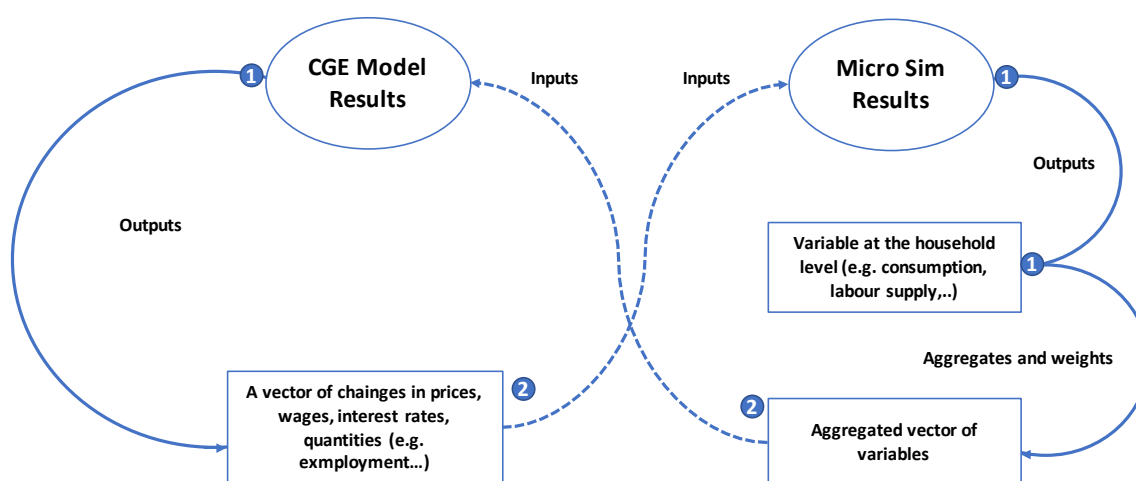 CGE Model
Results
1
Inputs
Inputs
Micro Sim
Results
1
Outputs
Outputs
Variable at the household
level (e.g. consumption,
labour supply,..)
1
Aggregates and weights
A vector of chainges in prices,
wages, interest rates,
quantities (e.g.
exmployment...)
2
2
Aggregated vector of
variables